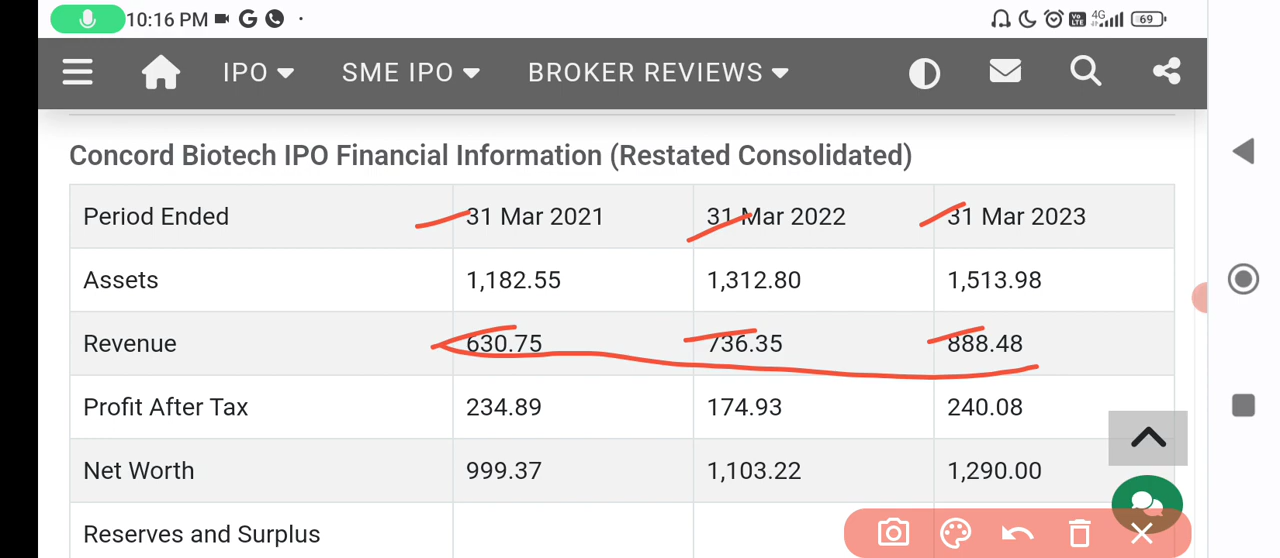 10:16 PM
4G
69
IPO SME IPO BROKER REVIEWS
Concord Biotech IPO Financial Information (Restated Consolidated)
Period Ended 31 Mar 2021 31 Mar 2022 31 Mar 2023
Assets 1,182.55 1,312.80 1,513.98
Revenue 630.75 736.35 888.48
Profit After Tax 234.89 174.93 240.08
Net Worth 999.37 1,103.22 1,290.00
Reserves and Surplus